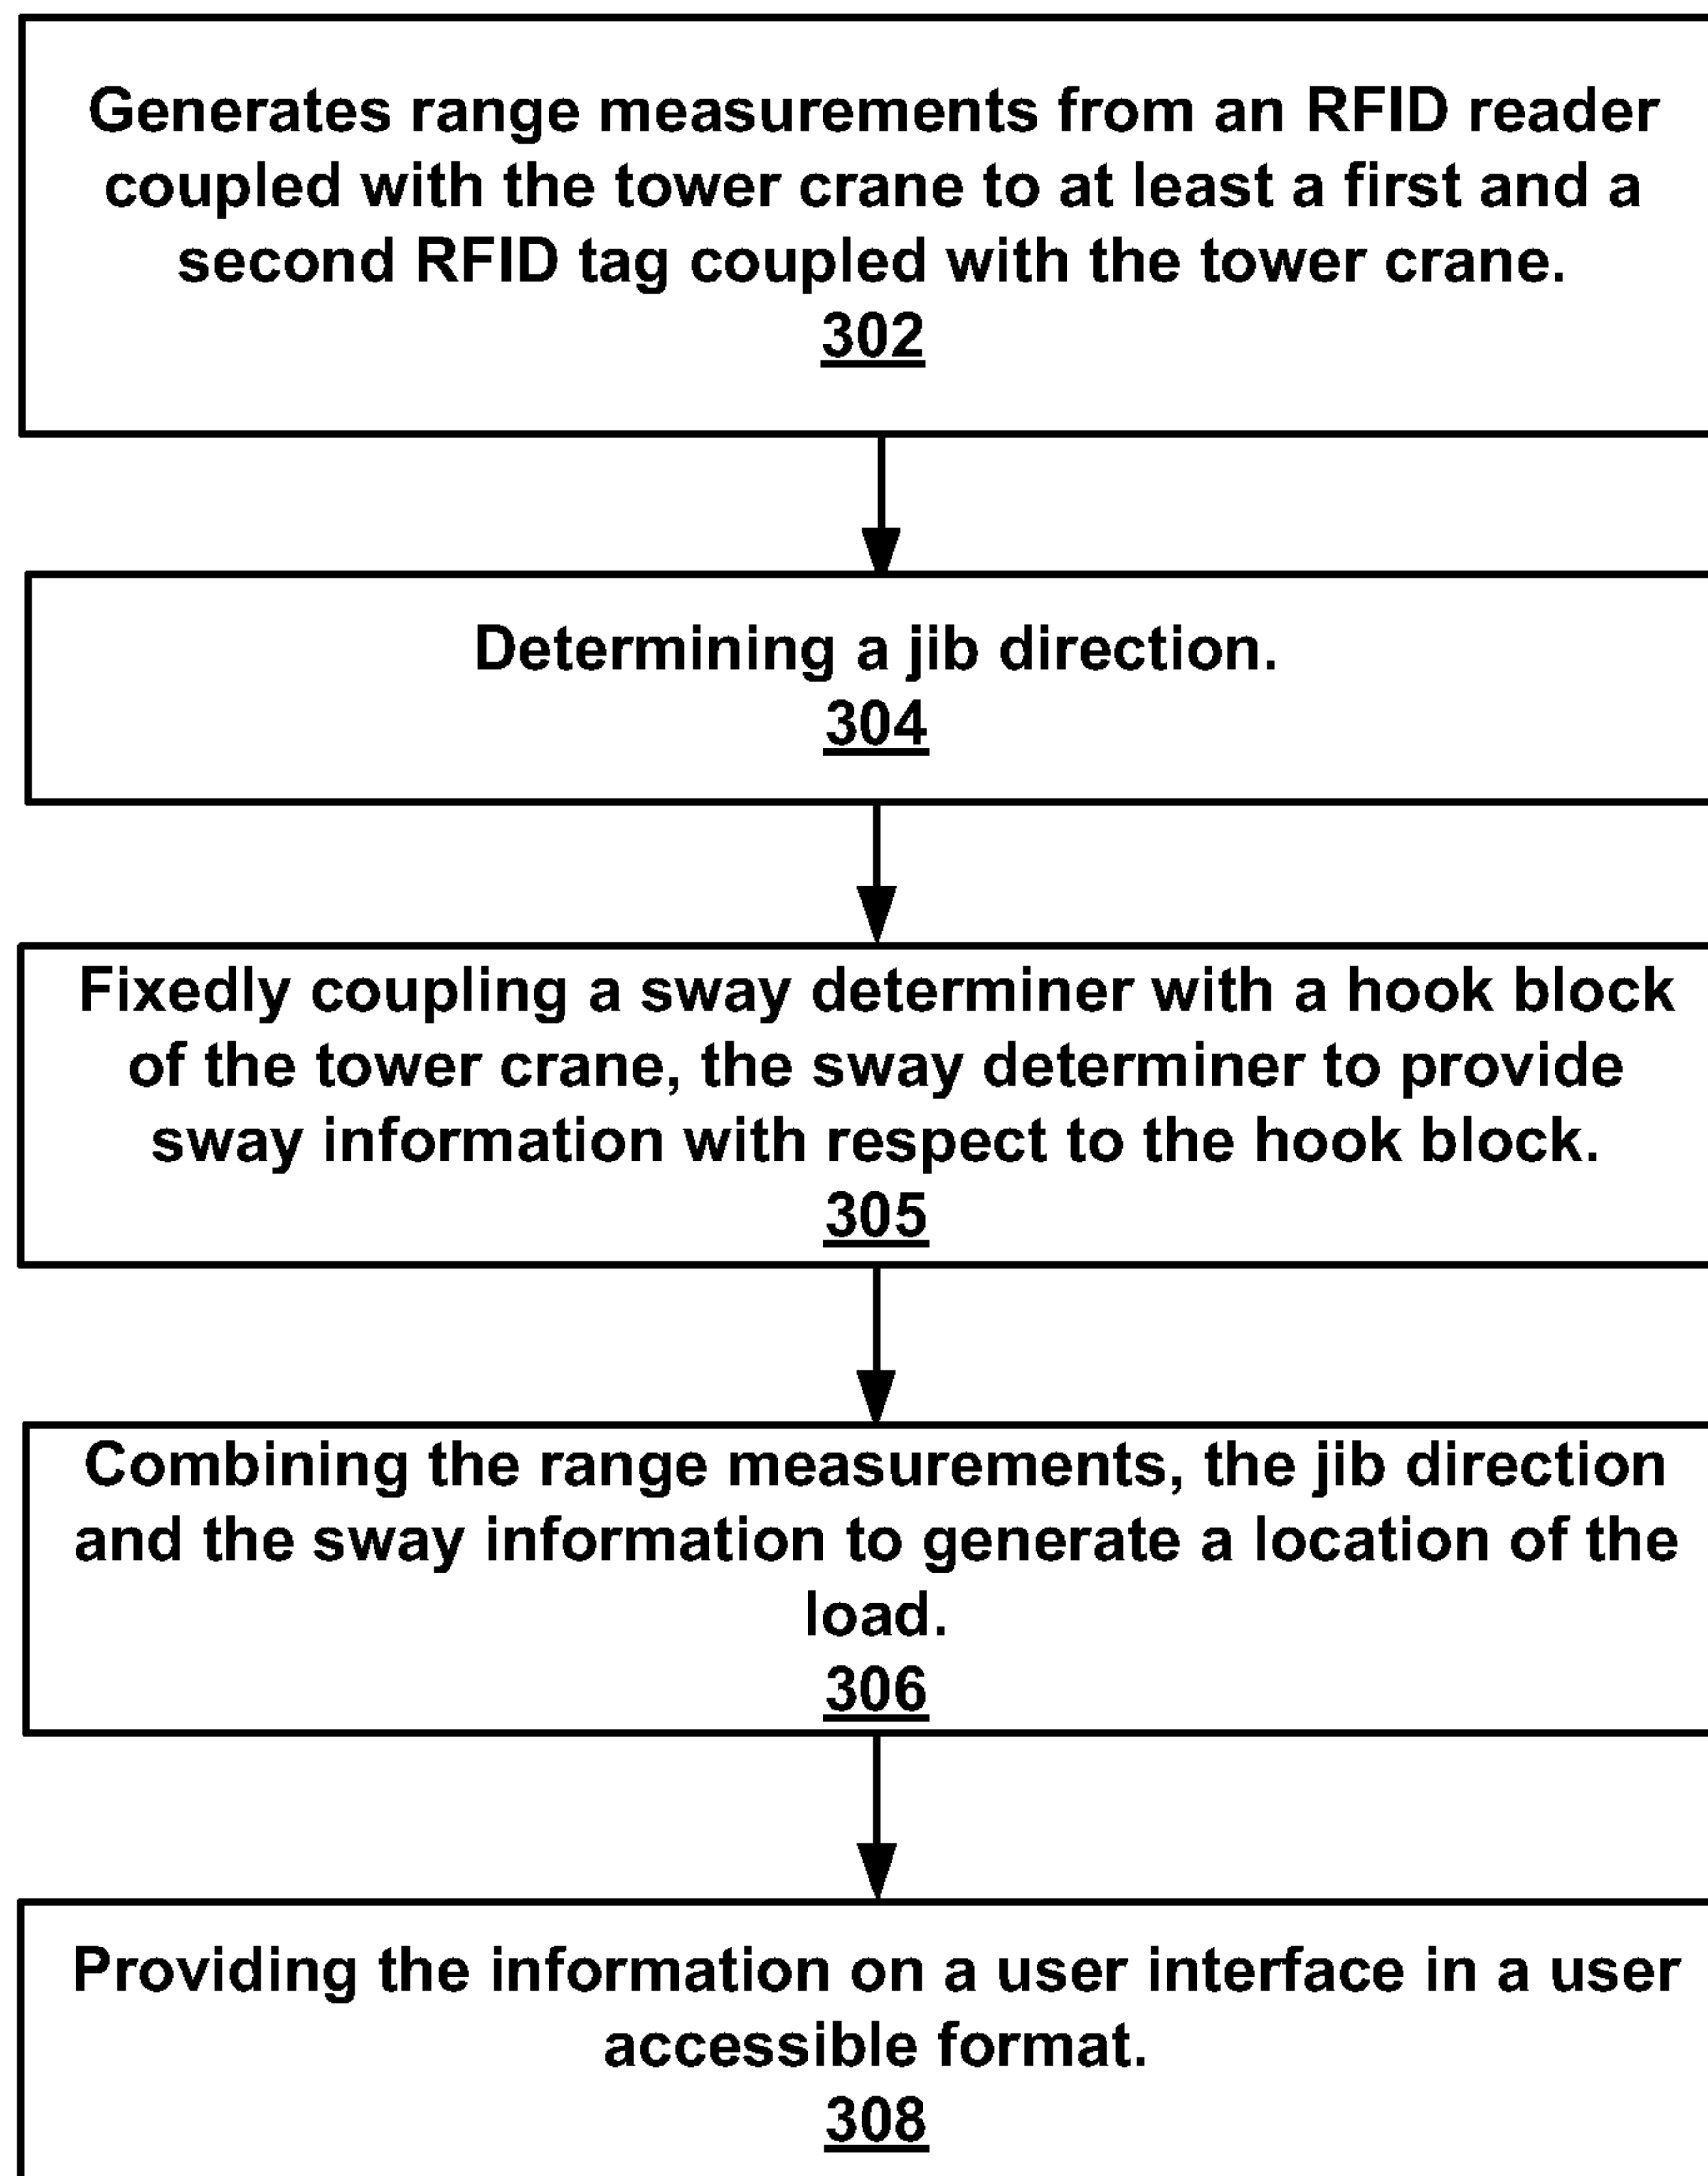 Generates range measurements from an RFID reader
coupled with the tower crane to at least a first and a
second RFID tag coupled with the tower crane.
302
Determining a jib direction.
304
Fixedly coupling a sway determiner with a hook block
of the tower crane, the sway determiner to provide
sway information with respect to the hook block.
305
Combining the range measurements, the jib direction
and the sway information to generate a location of the
load.
306
Providing the information on a user interface in a user
accessible format.
308